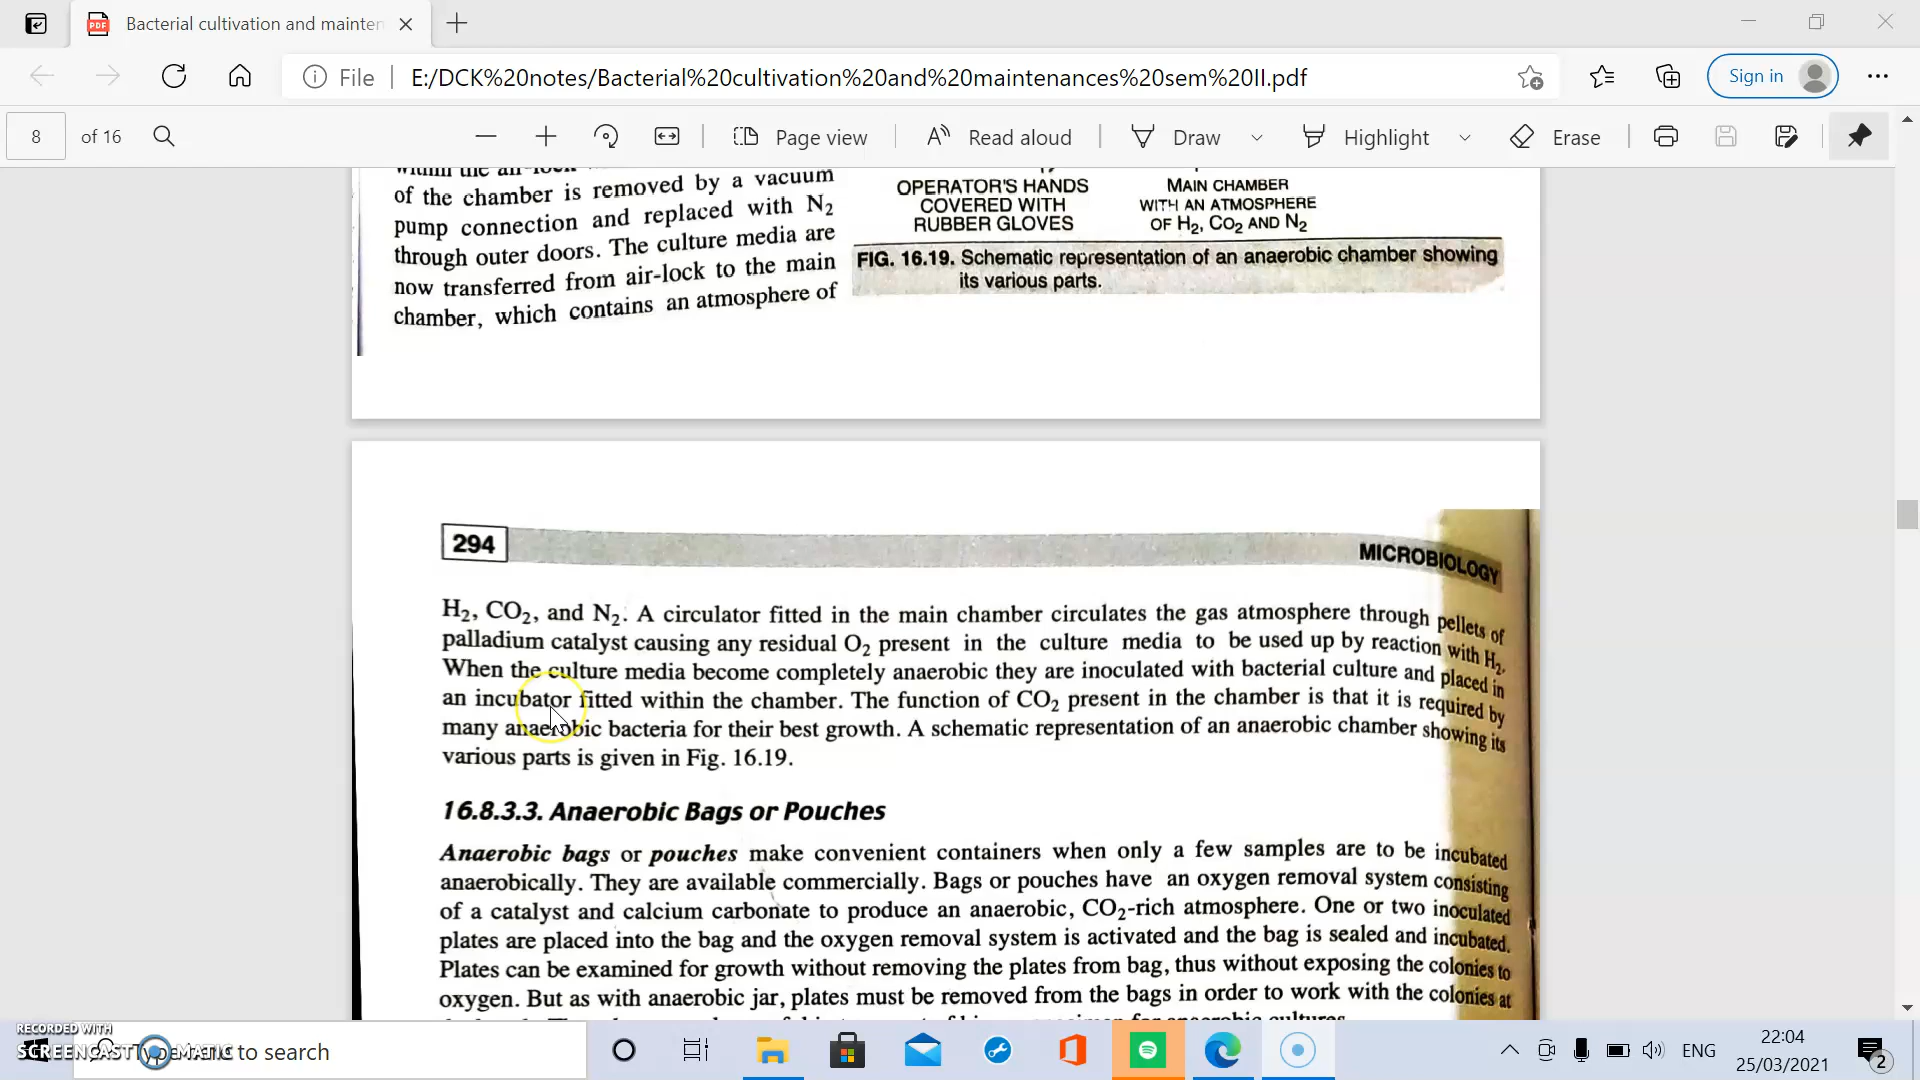 Bacterial cultivation and mainten
File
E:/DCK%20notes/Bacterial%20cultivation%20and%20maintenances%20sem%20II.pdf
Sign in
8 of 16
Page view
Read aloud
Draw
Highlight
Erase
within the air-lock
of the chamber is removed by a vacuum
pump connection and replaced with N2
through outer doors. The culture media are
now transferred from air-lock to the main
chamber, which contains an atmosphere of
OPERATOR'S HANDS
COVERED WITH
RUBBER GLOVES
MAIN CHAMBER
WITH AN ATMOSPHERE
OF H2, CO2 AND N2
FIG. 16.19. Schematic representation of an anaerobic chamber showing
its various parts.
294
MICROBIOLOGY
H2, CO2, and N2. A circulator fitted in the main chamber circulates the gas atmosphere through pellets of
palladium catalyst causing any residual O2 present in the culture media to be used up by reaction with H2.
When the culture media become completely anaerobic they are inoculated with bacterial culture and placed in
an incubator fitted within the chamber. The function of CO2 present in the chamber is that it is required by
many anaerobic bacteria for their best growth. A schematic representation of an anaerobic chamber showing its
various parts is given in Fig. 16.19.
16.8.3.3. Anaerobic Bags or Pouches
Anaerobic bags or pouches make convenient containers when only a few samples are to be incubated
anaerobically. They are available commercially. Bags or pouches have an oxygen removal system consisting
of a catalyst and calcium carbonate to produce an anaerobic, CO2-rich atmosphere. One or two inoculated
plates are placed into the bag and the oxygen removal system is activated and the bag is sealed and incubated.
Plates can be examined for growth without removing the plates from bag, thus without exposing the colonies to
oxygen. But as with anaerobic jar, plates must be removed from the bags in order to work with the colonies at
for anaerobic cultures.
RECORDED WITH
SCREENCAST MATIC
to search
ENG
22:04
25/03/2021
2